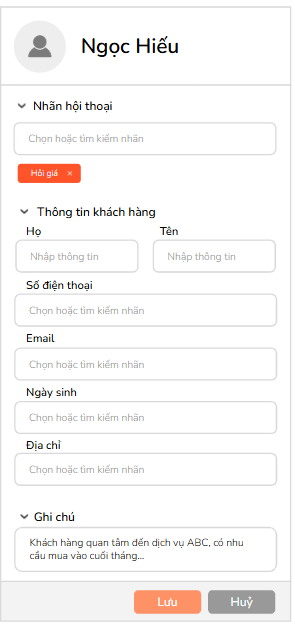 Ngọc Hiếu
Nhãn hội thoại
Chọn hoặc tìm kiếm nhãn
Hỏi giá ×
Thông tin khách hàng
Họ Tên
Nhập thông tin Nhập thông tin
Số điện thoại
Chọn hoặc tìm kiếm nhãn
Email
Chọn hoặc tìm kiếm nhãn
Ngày sinh
Chọn hoặc tìm kiếm nhãn
Địa chỉ
Chọn hoặc tìm kiếm nhãn
Ghi chú
Khách hàng quan tâm đến dịch vụ ABC, có nhu
cầu mua vào cuối tháng...
Lưu Huỷ